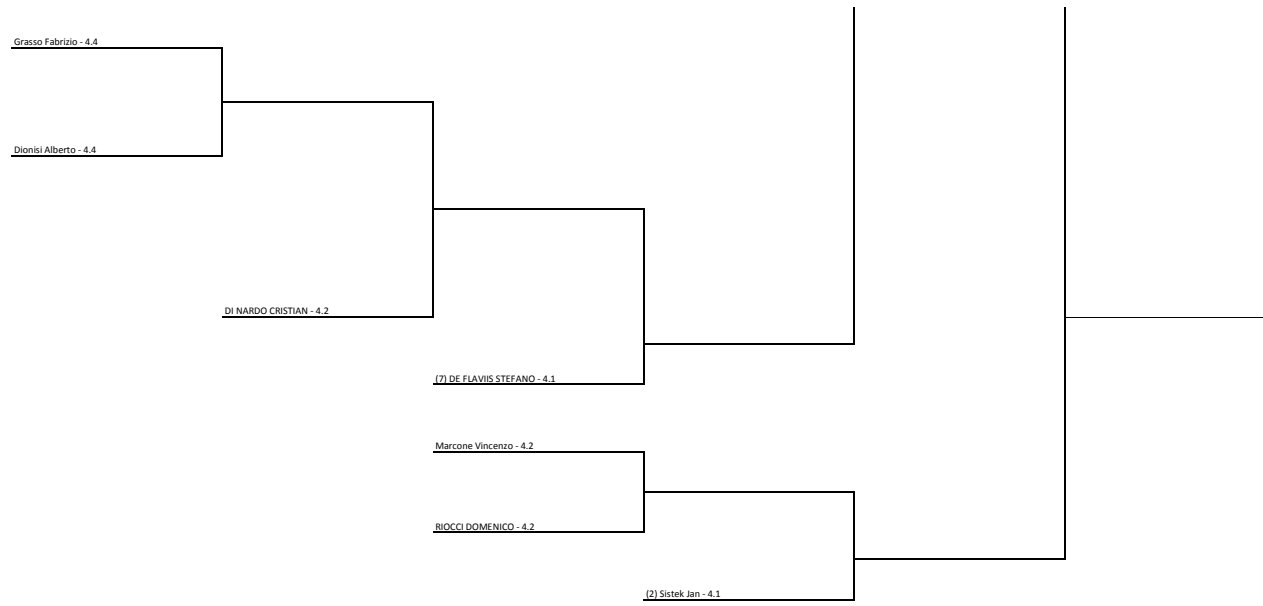 Grasso Fabrizio - 4.4
Dionisi Alberto - 4.4
DI NARDO CRISTIAN - 4.2
(7) DE FLAVIIS STEFANO - 4.1
Marcone Vincenzo - 4.2
RIOCCI DOMENICO - 4.2
(2) Sistek Jan - 4.1